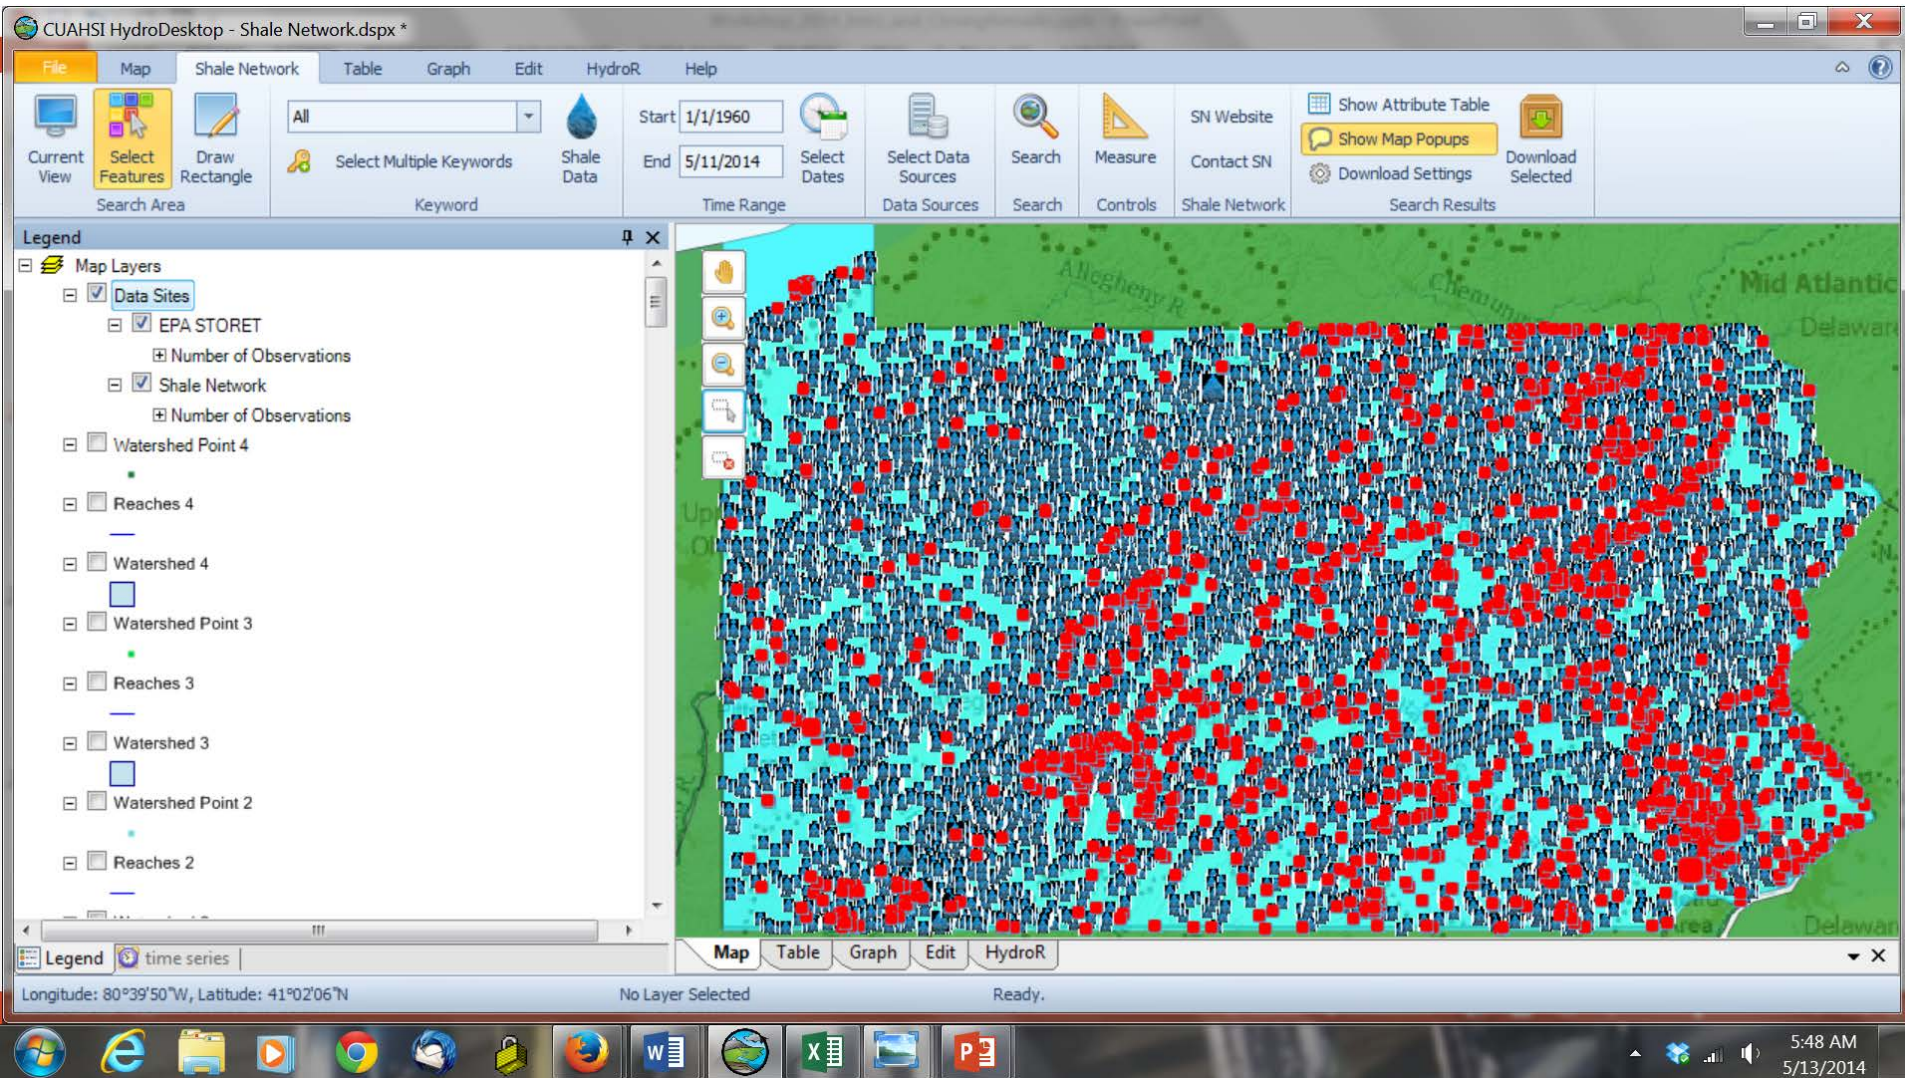 CUAHSI HydroDesktop - Shale Network.dspx *
File Map Shale Network Table Graph Edit HydroR Help
Current View
Select Features
Draw Rectangle
Search Area
All
Select Multiple Keywords
Shale Data
Keyword
Start 1/1/1960
End 5/11/2014
Select Dates
Time Range
Select Data Sources
Data Sources
Search
Search
Measure
Controls
SN Website
Contact SN
Shale Network
Show Attribute Table
Show Map Popups
Download Settings
Download Selected
Search Results
Legend
Map Layers
Data Sites
EPA STORET
Number of Observations
Shale Network
Number of Observations
Watershed Point 4
Reaches 4
Watershed 4
Watershed Point 3
Reaches 3
Watershed 3
Watershed Point 2
Reaches 2
Legend time series
Allegheny R
Chemung
Mid Atlantic
Delaware
Area
Delawar
Map Table Graph Edit HydroR
Longitude: 80°39'50"W, Latitude: 41°02'06"N
No Layer Selected
Ready.
5:48 AM
5/13/2014